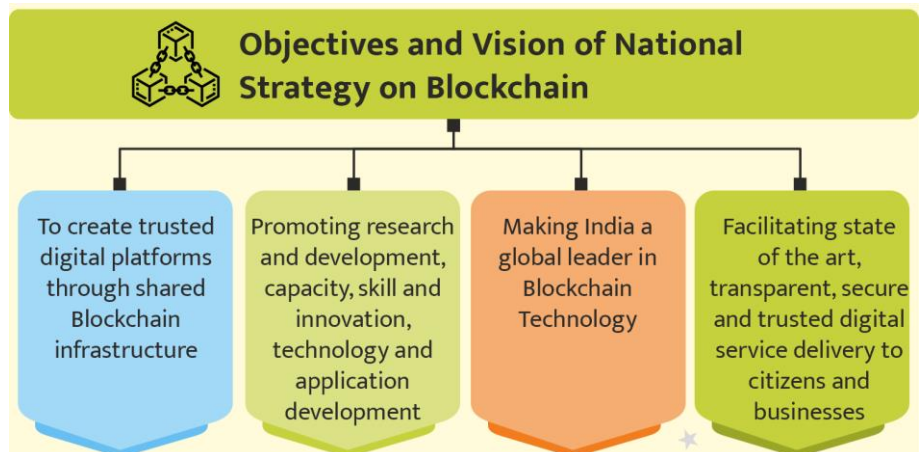 Objectives and Vision of National
Strategy on Blockchain
To create trusted
digital platforms
through shared
Blockchain
infrastructure
Promoting research
and development,
capacity, skill and
innovation,
technology and
application
development
Making India a
global leader in
Blockchain
Technology
Facilitating state
of the art,
transparent, secure
and trusted digital
service delivery to
citizens and
businesses